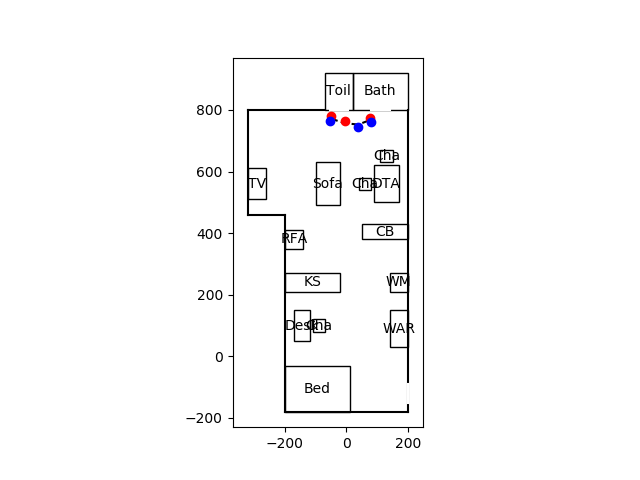 Toil Bath
800
Cha
600
TV Sofa Cha DTA
400
CB
RFA
KS WM
200
Desk Cha WAR
0
Bed
−200
−200 0 200